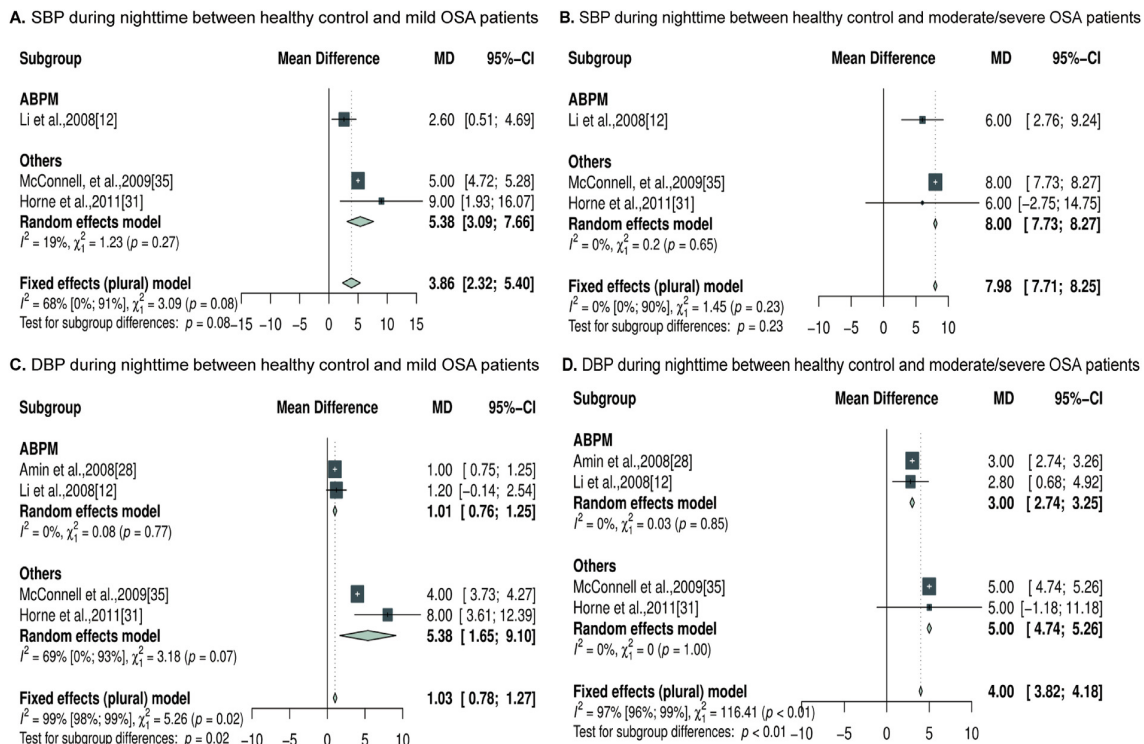 A. SBP during nighttime between healthy control and mild OSA patients
Subgroup Mean Difference MD 95%−CI
ABPM
Li et al.,2008[12] 2.60 [0.51; 4.69]
Others
McConnell, et al.,2009[35] 5.00 [4.72; 5.28]
Horne et al.,2011[31] 9.00 [1.93; 16.07]
Random effects model 5.38 [3.09; 7.66]
I² = 19%, χ²₁ = 1.23 (p = 0.27)
Fixed effects (plural) model 3.86 [2.32; 5.40]
I² = 68% [0%; 91%], χ²₁ = 3.09 (p = 0.08)
Test for subgroup differences: p = 0.08
−15 −10 −5 0 5 10 15
B. SBP during nighttime between healthy control and moderate/severe OSA patients
Subgroup Mean Difference MD 95%−CI
ABPM
Li et al.,2008[12] 6.00 [ 2.76; 9.24]
Others
McConnell, et al.,2009[35] 8.00 [ 7.73; 8.27]
Horne et al.,2011[31] 6.00 [−2.75; 14.75]
Random effects model 8.00 [ 7.73; 8.27]
I² = 0%, χ²₁ = 0.2 (p = 0.65)
Fixed effects (plural) model 7.98 [ 7.71; 8.25]
I² = 0% [0%; 90%], χ²₁ = 1.45 (p = 0.23)
Test for subgroup differences: p = 0.23
−10 −5 0 5 10
C. DBP during nighttime between healthy control and mild OSA patients
Subgroup Mean Difference MD 95%−CI
ABPM
Amin et al.,2008[28] 1.00 [ 0.75; 1.25]
Li et al.,2008[12] 1.20 [−0.14; 2.54]
Random effects model 1.01 [ 0.76; 1.25]
I² = 0%, χ²₁ = 0.08 (p = 0.77)
Others
McConnell et al.,2009[35] 4.00 [ 3.73; 4.27]
Horne et al.,2011[31] 8.00 [ 3.61; 12.39]
Random effects model 5.38 [ 1.65; 9.10]
I² = 69% [0%; 93%], χ²₁ = 3.18 (p = 0.07)
Fixed effects (plural) model 1.03 [ 0.78; 1.27]
I² = 99% [98%; 99%], χ²₁ = 5.26 (p = 0.02)
Test for subgroup differences: p = 0.02
−10 −5 0 5 10
D. DBP during nighttime between healthy control and moderate/severe OSA patients
Subgroup Mean Difference MD 95%−CI
ABPM
Amin et al.,2008[28] 3.00 [ 2.74; 3.26]
Li et al.,2008[12] 2.80 [ 0.68; 4.92]
Random effects model 3.00 [ 2.74; 3.25]
I² = 0%, χ²₁ = 0.03 (p = 0.85)
Others
McConnell et al.,2009[35] 5.00 [ 4.74; 5.26]
Horne et al.,2011[31] 5.00 [−1.18; 11.18]
Random effects model 5.00 [ 4.74; 5.26]
I² = 0%, χ²₁ = 0 (p = 1.00)
Fixed effects (plural) model 4.00 [ 3.82; 4.18]
I² = 97% [96%; 99%], χ²₁ = 116.41 (p < 0.01)
Test for subgroup differences: p < 0.01
−10 −5 0 5 10